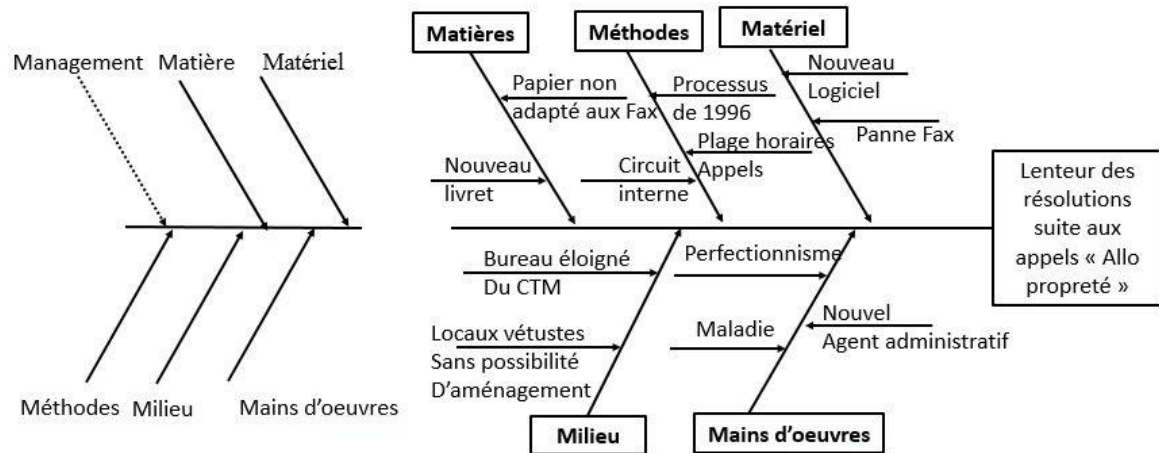 Management
Matière
Matériel
Méthodes
Milieu
Mains d'oeuvres
Matières
Méthodes
Matériel
Papier non
adapté aux Fax
Nouveau
livret
Processus
de 1996
Plage horaires
Appels
Circuit
interne
Nouveau
Logiciel
Panne Fax
Lenteur des
résolutions
suite aux
appels « Allo
propreté »
Bureau éloigné
Du CTM
Locaux vétustes
Sans possibilité
D'aménagement
Perfectionnisme
Maladie
Nouvel
Agent administratif
Milieu
Mains d'oeuvres